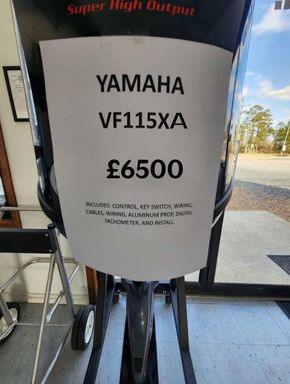 Super High Output
YAMAHA
VF115XA
£6500
INCLUDES: CONTROL, KEY SWITCH, WIRING,
CABLES, WIRING, ALUMINUM PROP, DIGITAL
TACHOMETER, AND INSTALL.